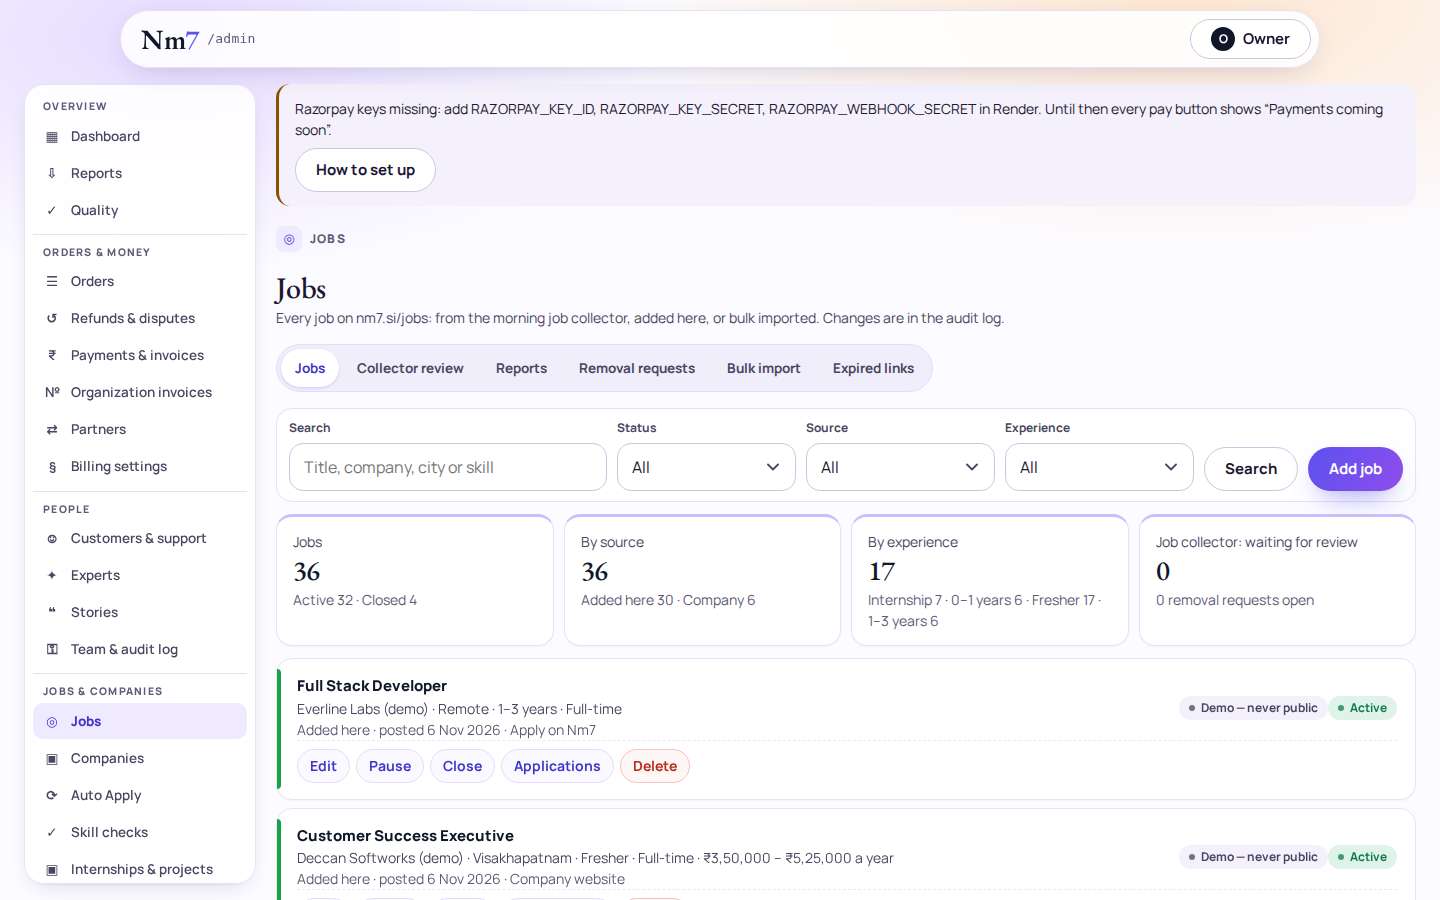 Nm7 /admin
O Owner
OVERVIEW
Dashboard
Reports
Quality
ORDERS & MONEY
Orders
Refunds & disputes
₹ Payments & invoices
Nº Organization invoices
Partners
§ Billing settings
PEOPLE
Customers & support
Experts
❝ Stories
Team & audit log
JOBS & COMPANIES
Jobs
Companies
Auto Apply
Skill checks
Internships & projects
Razorpay keys missing: add RAZORPAY_KEY_ID, RAZORPAY_KEY_SECRET, RAZORPAY_WEBHOOK_SECRET in Render. Until then every pay button shows “Payments coming
soon”.
How to set up
JOBS
Jobs
Every job on nm7.si/jobs: from the morning job collector, added here, or bulk imported. Changes are in the audit log.
Jobs Collector review Reports Removal requests Bulk import Expired links
Search Status Source Experience
Title, company, city or skill All All All Search Add job
Jobs
36
Active 32 · Closed 4
By source
36
Added here 30 · Company 6
By experience
17
Internship 7 · 0–1 years 6 · Fresher 17 ·
1–3 years 6
Job collector: waiting for review
0
0 removal requests open
Full Stack Developer
Everline Labs (demo) · Remote · 1–3 years · Full-time
Added here · posted 6 Nov 2026 · Apply on Nm7
Demo — never public Active
Edit Pause Close Applications Delete
Customer Success Executive
Deccan Softworks (demo) · Visakhapatnam · Fresher · Full-time · ₹3,50,000 – ₹5,25,000 a year
Added here · posted 6 Nov 2026 · Company website
Demo — never public Active